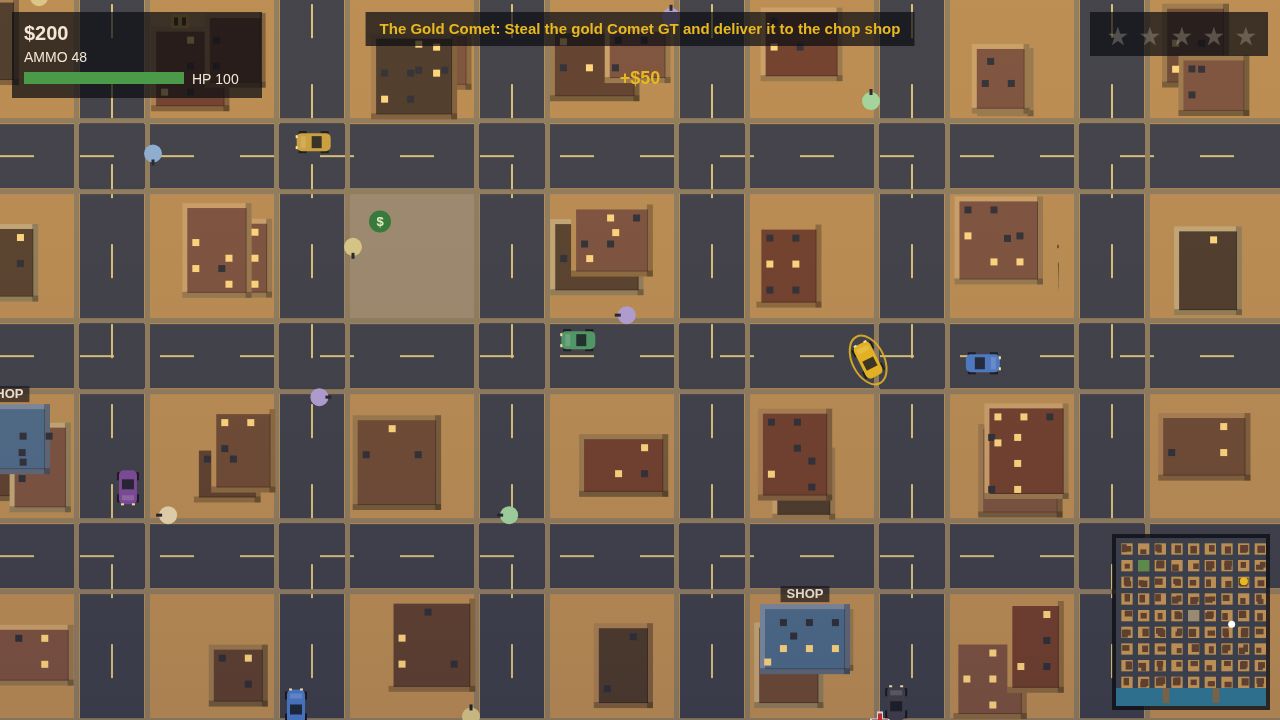 $200
AMMO 48
HP 100
The Gold Comet: Steal the gold Comet GT and deliver it to the chop shop
+$50
$
HOP
SHOP